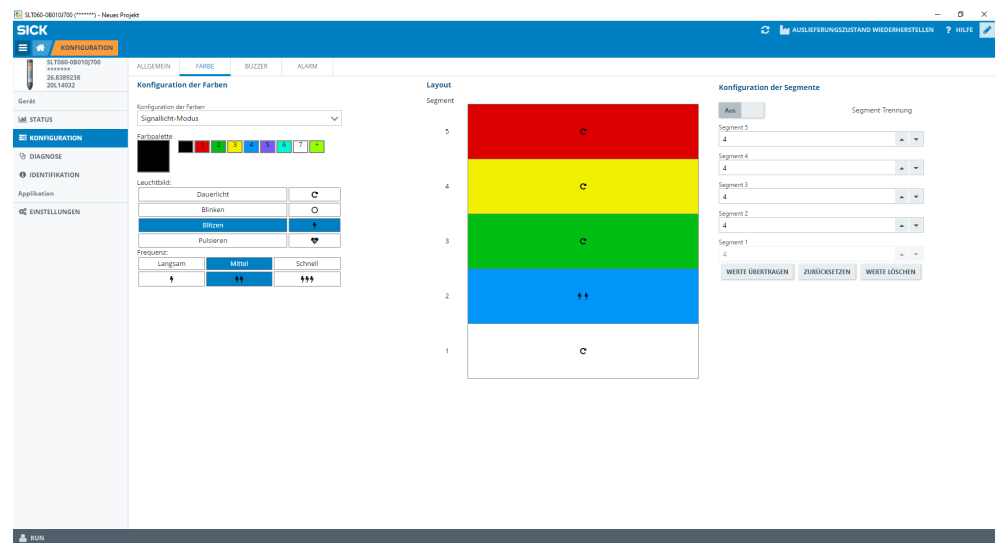 SLT060-0B010J700 (*******) - Neues Projekt
SICK
AUSLIEFERUNGSZUSTAND WIEDERHERSTELLEN
? HILFE
KONFIGURATION
SLT060-0B010J700
*******
26.8389238
20L14032
Gerät
STATUS
KONFIGURATION
DIAGNOSE
IDENTIFIKATION
Applikation
EINSTELLUNGEN
ALLGEMEIN FARBE BUZZER ALARM
Konfiguration der Farben
Konfiguration der Farben
Signallicht-Modus
Farbpalette
1 2 3 4 5 6 7 +
Leuchtbild:
Dauerlicht
Blinken
Blitzen
Pulsieren
Frequenz:
Langsam Mittel Schnell
Layout
Segment
5
4
3
2
1
Konfiguration der Segmente
Aus Segment Trennung
Segment 5
4
Segment 4
4
Segment 3
4
Segment 2
4
Segment 1
4
WERTE ÜBERTRAGEN ZURÜCKSETZEN WERTE LÖSCHEN
RUN